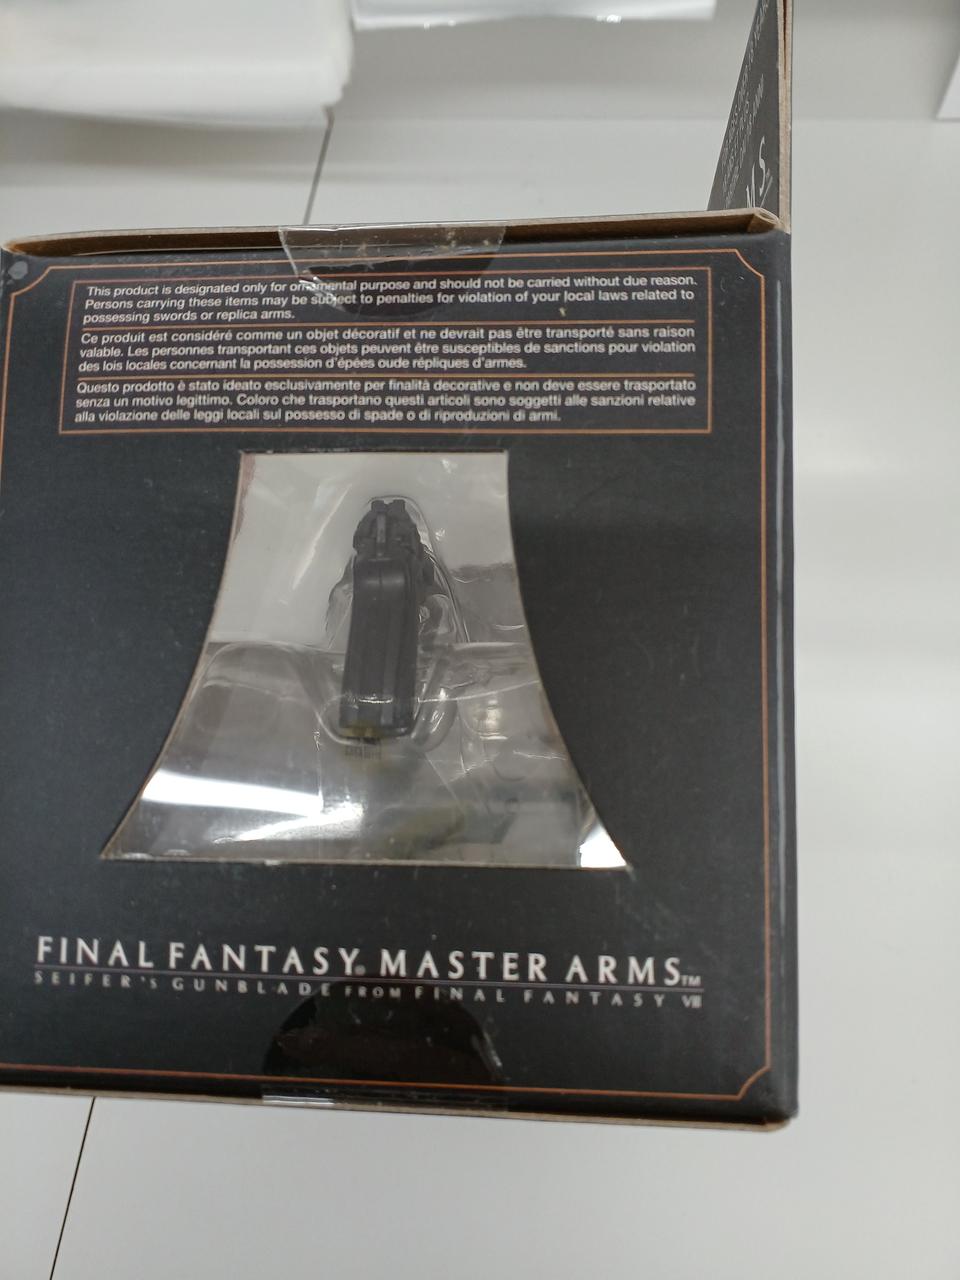 This product is designated only for ornamental purpose and should not be carried without due reason.
Persons carrying these items may be subject to penalties for violation of your local laws related to
possessing swords or replica arms.
Ce produit est considéré comme un objet décoratif et ne devrait pas être transporté sans raison
valable. Les personnes transportant ces objets peuvent être susceptibles de sanctions pour violation
des lois locales concernant la possession d'épées oude répliques d'armes.
Questo prodotto è stato ideato esclusivamente per finalità decorative e non deve essere trasportato
senza un motivo legittimo. Coloro che trasportano questi articoli sono soggetti alle sanzioni relative
alla violazione delle leggi locali sul possesso di spade o di riproduzioni di armi.
FINAL FANTASY® MASTER ARMS™
SEIFER'S GUNBLADE FROM FINAL FANTASY VIII